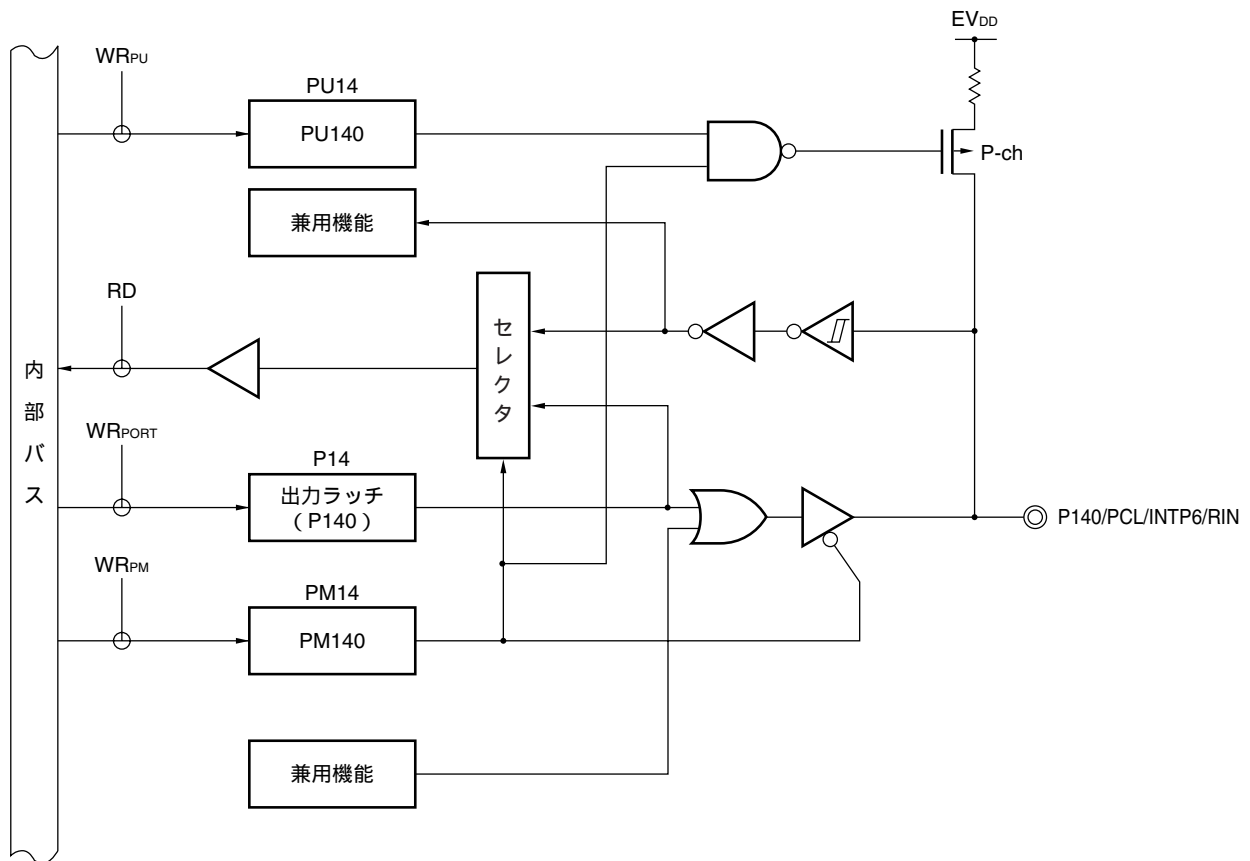 EVDD
WRPU
PU14
PU140
P-ch
兼用機能
RD
セレクタ
内部バス
WRPORT
P14
出力ラッチ
(P140)
P140/PCL/INTP6/RIN
WRPM
PM14
PM140
兼用機能